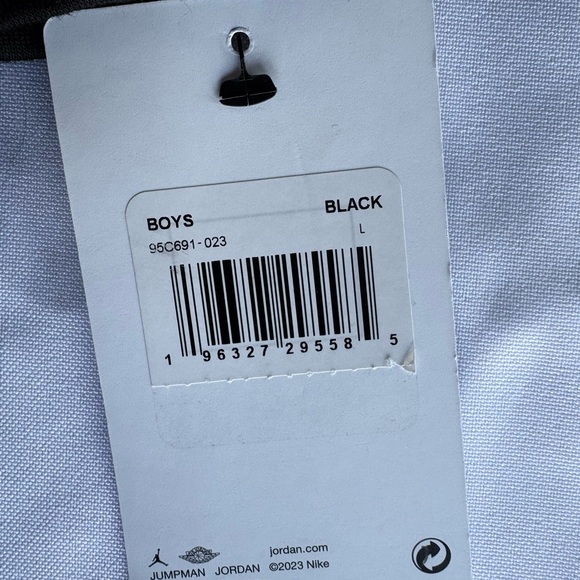 BOYS BLACK
95C691-023 L
1 96327 29558 5
jordan.com
JUMPMAN JORDAN ©2023 Nike